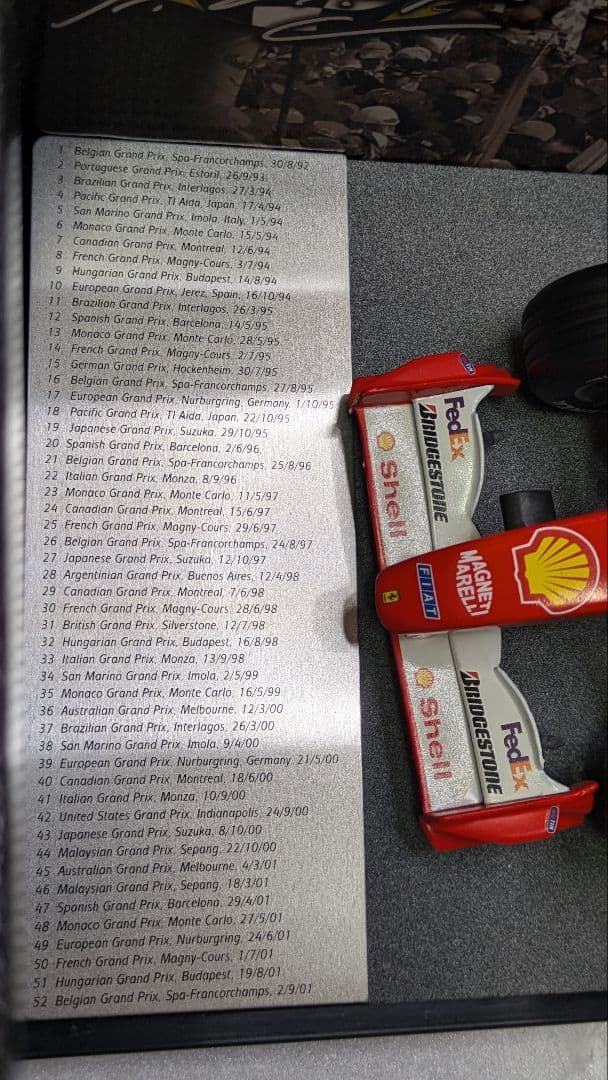 1 Belgian Grand Prix, Spa-Francorchamps, 30/8/92
2 Portuguese Grand Prix, Estoril, 26/9/93
3 Brazilian Grand Prix, Interlagos, 27/3/94
4 Pacific Grand Prix, TI Aida, Japan, 17/4/94
5 San Marino Grand Prix, Imola, Italy, 1/5/94
6 Monaco Grand Prix, Monte Carlo, 15/5/94
7 Canadian Grand Prix, Montreal, 12/6/94
8 French Grand Prix, Magny-Cours, 3/7/94
9 Hungarian Grand Prix, Budapest, 14/8/94
10 European Grand Prix, Jerez, Spain, 16/10/94
11 Brazilian Grand Prix, Interlagos, 26/3/95
12 Spanish Grand Prix, Barcelona, 14/5/95
13 Monaco Grand Prix, Monte Carlo, 28/5/95
14 French Grand Prix, Magny-Cours, 2/7/95
15 German Grand Prix, Hockenheim, 30/7/95
16 Belgian Grand Prix, Spa-Francorchamps, 27/8/95
17 European Grand Prix, Nurburgring, Germany, 1/10/95
18 Pacific Grand Prix, TI Aida, Japan, 22/10/95
19 Japanese Grand Prix, Suzuka, 29/10/95
20 Spanish Grand Prix, Barcelona, 2/6/96,
21 Belgian Grand Prix, Spa-Francorchamps, 25/8/96
22 Italian Grand Prix, Monza, 8/9/96
23 Monaco Grand Prix, Monte Carlo, 11/5/97
24 Canadian Grand Prix, Montreal, 15/6/97
25 French Grand Prix, Magny-Cours, 29/6/97
26 Belgian Grand Prix, Spa-Francorchamps, 24/8/97
27 Japanese Grand Prix, Suzuka, 12/10/97
28 Argentinian Grand Prix, Buenos Aires, 12/4/98
29 Canadian Grand Prix, Montreal, 7/6/98
30 French Grand Prix, Magny-Cours, 28/6/98
31 British Grand Prix, Silverstone, 12/7/98
32 Hungarian Grand Prix, Budapest, 16/8/98
33 Italian Grand Prix, Monza, 13/9/98
34 San Marino Grand Prix, Imola, 2/5/99
35 Monaco Grand Prix, Monte Carlo, 16/5/99
36 Australian Grand Prix, Melbourne, 12/3/00
37 Brazilian Grand Prix, Interlagos, 26/3/00
38 San Marino Grand Prix, Imola, 9/4/00
39 European Grand Prix, Nurburgring, Germany, 21/5/00
40 Canadian Grand Prix, Montreal, 18/6/00
41 Italian Grand Prix, Monza, 10/9/00
42 United States Grand Prix, Indianapolis, 24/9/00
43 Japanese Grand Prix, Suzuka, 8/10/00
44 Malaysian Grand Prix, Sepang, 22/10/00
45 Australian Grand Prix, Melbourne, 4/3/01
46 Malaysian Grand Prix, Sepang, 18/3/01
47 Spanish Grand Prix, Barcelona, 29/4/01
48 Monaco Grand Prix, Monte Carlo, 27/5/01
49 European Grand Prix, Nurburgring, 24/6/01
50 French Grand Prix, Magny-Cours, 1/7/01
51 Hungarian Grand Prix, Budapest, 19/8/01
52 Belgian Grand Prix, Spa-Francorchamps, 2/9/01
FedEx
BRIDGESTONE
Shell
MAGNETI
MARELLI
FIAT
BRIDGESTONE
FedEx
Shell